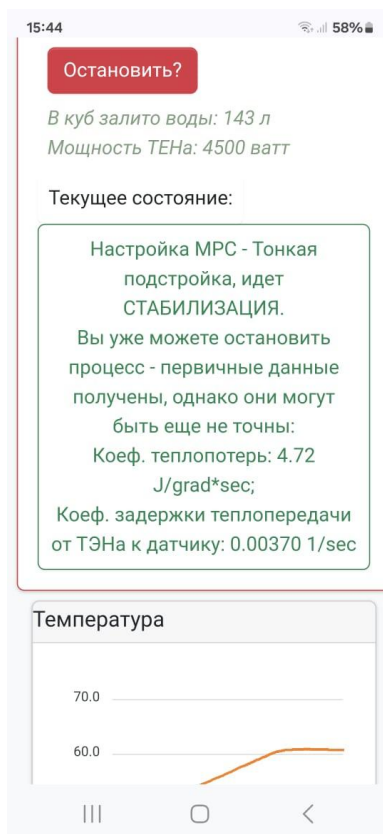 15:44
58%
Остановить?
В куб залито воды: 143 л
Мощность ТЕНа: 4500 ватт
Текущее состояние:
Настройка MPC - Тонкая
подстройка, идет
СТАБИЛИЗАЦИЯ.
Вы уже можете остановить
процесс - первичные данные
получены, однако они могут
быть еще не точны:
Коеф. теплопотерь: 4.72
J/grad*sec;
Коеф. задержки теплопередачи
от ТЭНа к датчику: 0.00370 1/sec
Температура
70.0
60.0